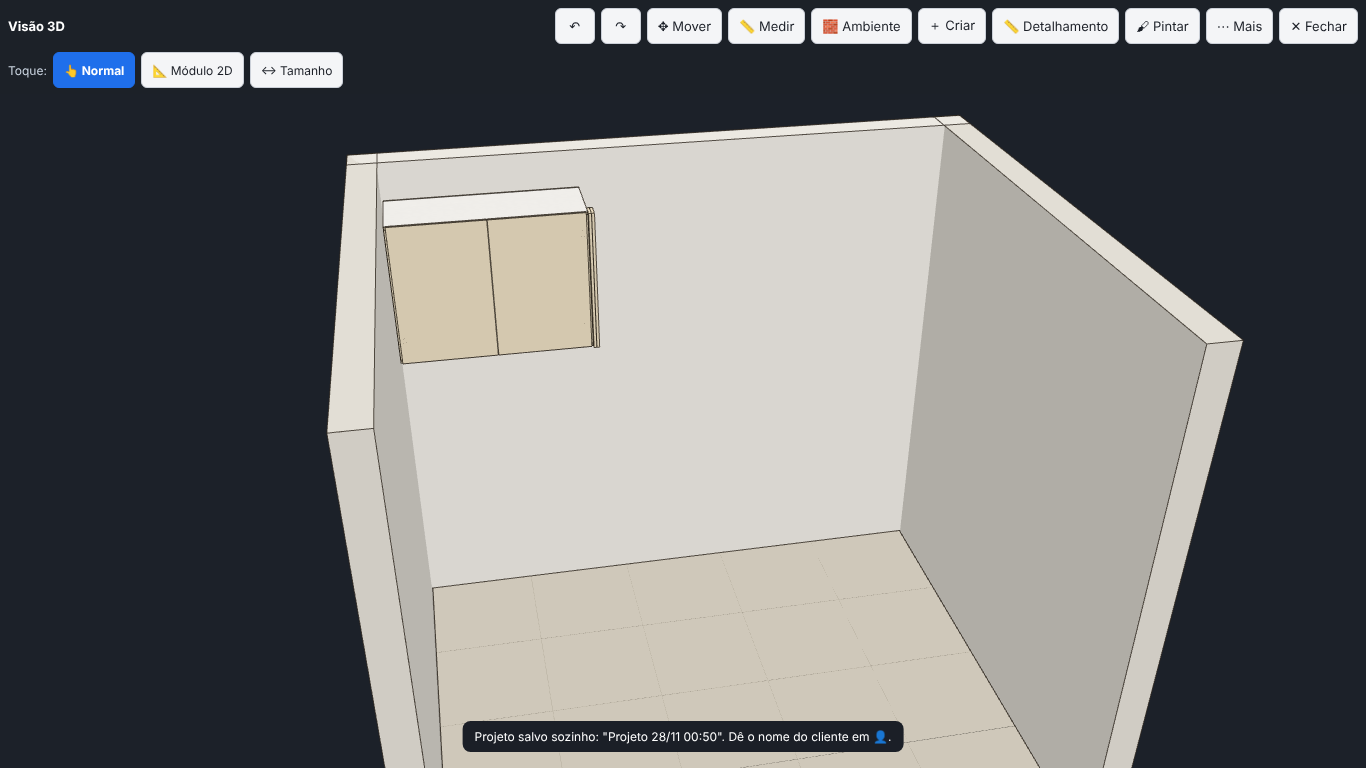 Visão 3D
↶
↷
✥ Mover
📏 Medir
🧱 Ambiente
+ Criar
📏 Detalhamento
🖌 Pintar
⋯ Mais
✕ Fechar
Toque:
👆 Normal
📐 Módulo 2D
↔ Tamanho
Projeto salvo sozinho: "Projeto 28/11 00:50". Dê o nome do cliente em 👤.